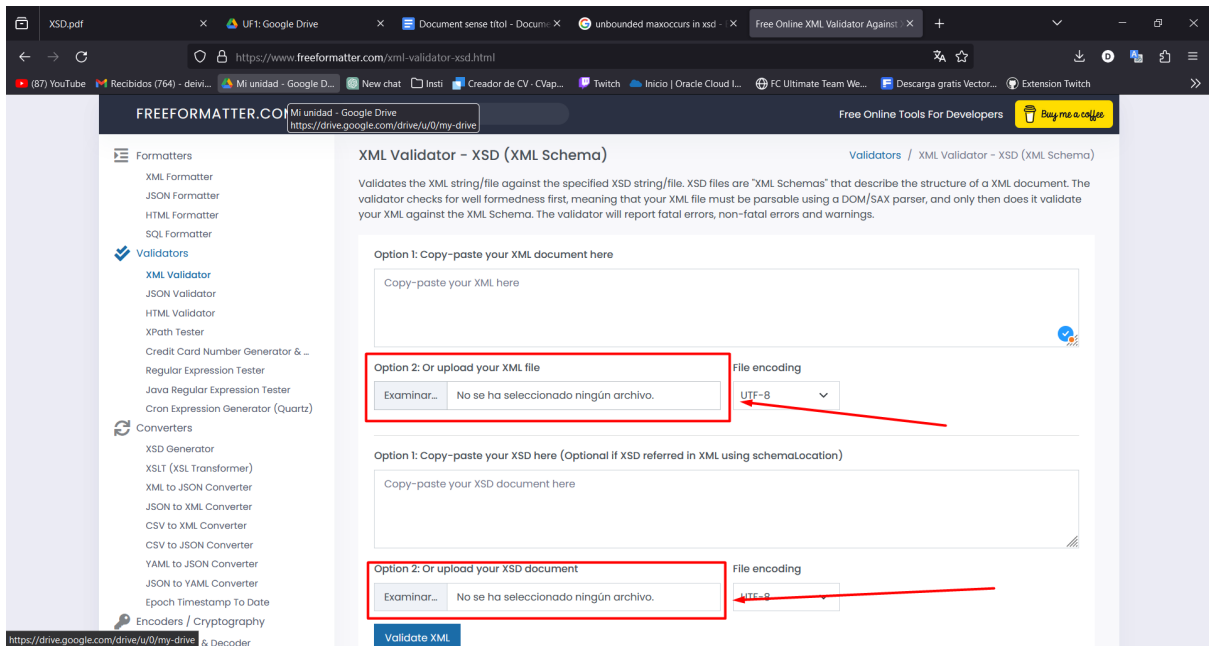 XSD.pdf
UF1: Google Drive
Document sense títol - Docume
unbounded maxoccurs in xsd -
Free Online XML Validator Against
https://www.freeformatter.com/xml-validator-xsd.html
(87) YouTube
Recibidos (764) - deivi...
Mi unidad - Google D...
New chat
Insti
Creador de CV - CVap...
Twitch
Inicio | Oracle Cloud I...
FC Ultimate Team We...
Descarga gratis Vector...
Extension Twitch
FREEFORMATTER.CO
Mi unidad - Google Drive
https://drive.google.com/drive/u/0/my-drive
Free Online Tools For Developers
Buy me a coffee
Formatters
XML Formatter
JSON Formatter
HTML Formatter
SQL Formatter
Validators
XML Validator
JSON Validator
HTML Validator
XPath Tester
Credit Card Number Generator & ...
Regular Expression Tester
Java Regular Expression Tester
Cron Expression Generator (Quartz)
Converters
XSD Generator
XSLT (XSL Transformer)
XML to JSON Converter
JSON to XML Converter
CSV to XML Converter
CSV to JSON Converter
YAML to JSON Converter
JSON to YAML Converter
Epoch Timestamp To Date
Encoders / Cryptography
& Decoder
https://drive.google.com/drive/u/0/my-drive
XML Validator - XSD (XML Schema)
Validators / XML Validator - XSD (XML Schema)
Validates the XML string/file against the specified XSD string/file. XSD files are "XML Schemas" that describe the structure of a XML document. The
validator checks for well formedness first, meaning that your XML file must be parsable using a DOM/SAX parser, and only then does it validate
your XML against the XML Schema. The validator will report fatal errors, non-fatal errors and warnings.
Option 1: Copy-paste your XML document here
Copy-paste your XML here
Option 2: Or upload your XML file
File encoding
Examinar... No se ha seleccionado ningún archivo.
UTF-8
Option 1: Copy-paste your XSD here (Optional if XSD referred in XML using schemaLocation)
Copy-paste your XSD document here
Option 2: Or upload your XSD document
File encoding
Examinar... No se ha seleccionado ningún archivo.
UTF-8
Validate XML